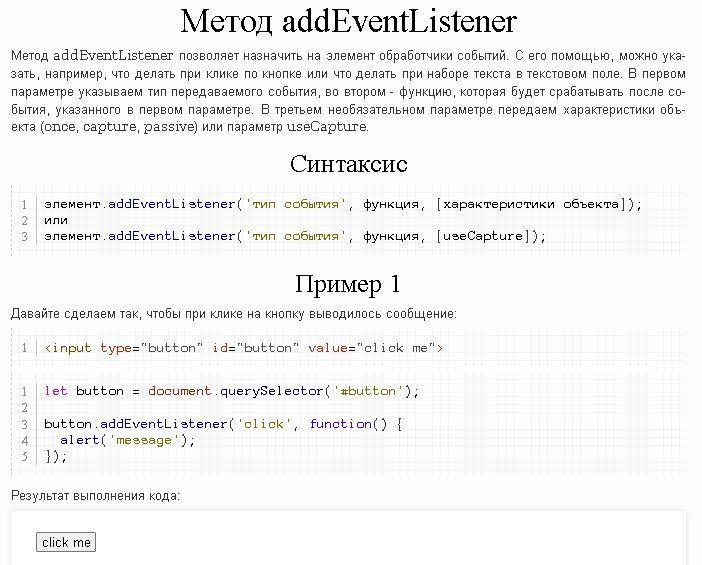 Метод addEventListener
Метод addEventListener позволяет назначить на элемент обработчики событий. С его помощью, можно ука-
зать, например, что делать при клике по кнопке или что делать при наборе текста в текстовом поле. В первом
параметре указываем тип передаваемого события, во втором - функцию, которая будет срабатывать после со-
бытия, указанного в первом параметре. В третьем необязательном параметре передаем характеристики объ-
екта (once, capture, passive) или параметр useCapture.
Синтаксис
1 элемент.addEventListener('тип события', функция, [характеристики объекта]);
2 или
3 элемент.addEventListener('тип события', функция, [useCapture]);
Пример 1
Давайте сделаем так, чтобы при клике на кнопку выводилось сообщение:
1 <input type="button" id="button" value="click me">
1 let button = document.querySelector('#button');
2
3 button.addEventListener('click', function() {
4 alert('message');
5 });
Результат выполнения кода:
click me